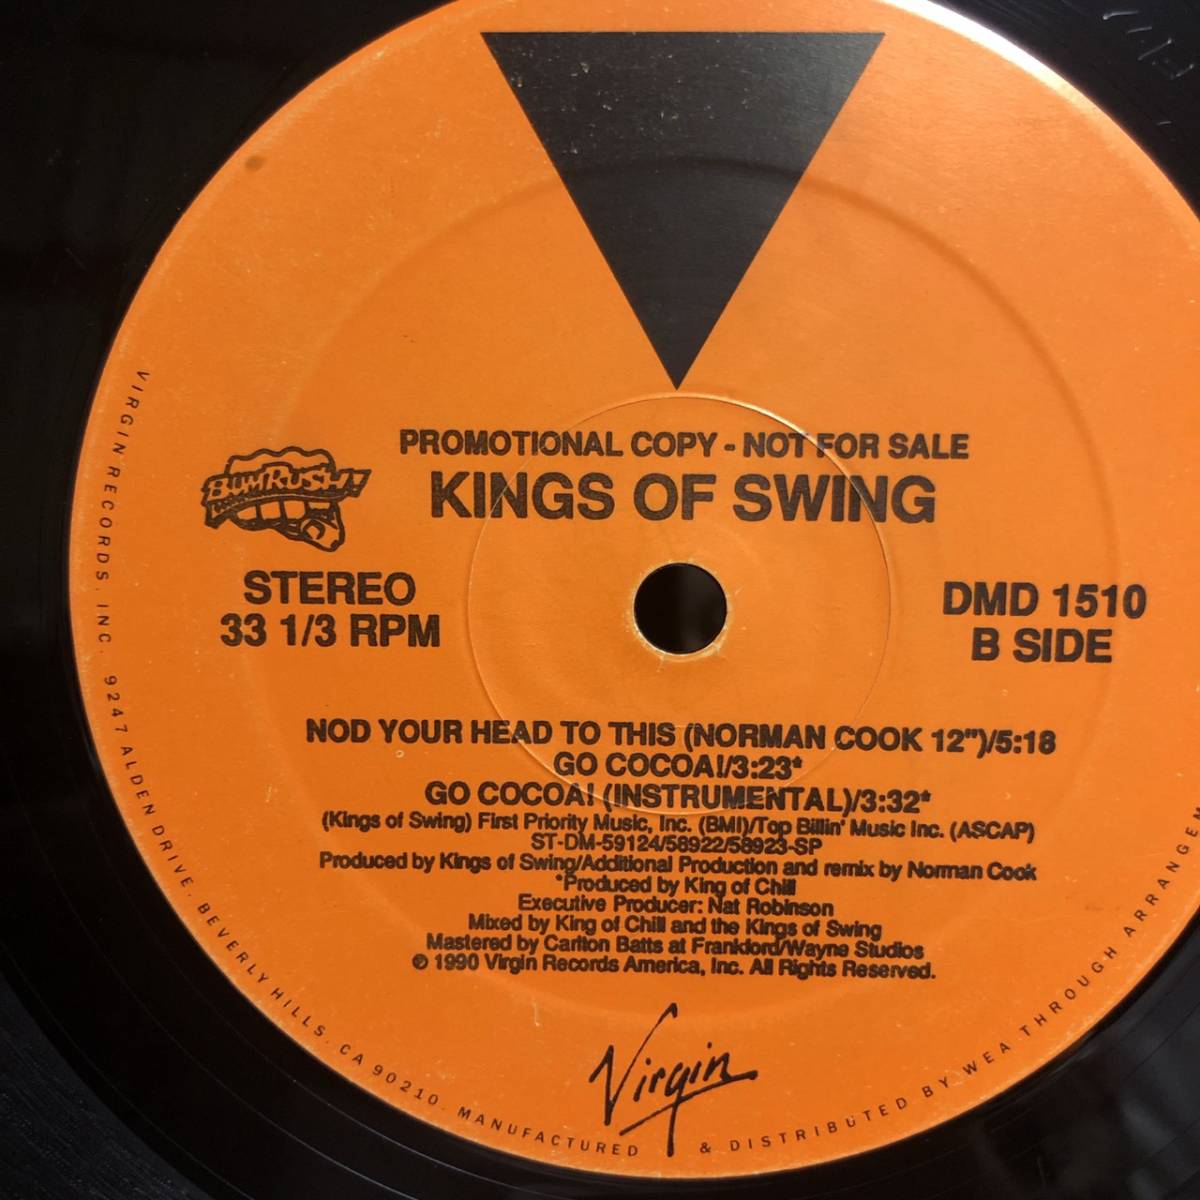 PROMOTIONAL COPY - NOT FOR SALE
KINGS OF SWING
BUMRUSH!
STEREO
33 1/3 RPM
DMD 1510
B SIDE
NOD YOUR HEAD TO THIS (NORMAN COOK 12")/5:18
GO COCOA!/3:23*
GO COCOA! (INSTRUMENTAL)/3:32*
(Kings of Swing) First Priority Music, Inc. (BMI)/Top Billin' Music Inc. (ASCAP)
ST-DM-59124/58922/58923-SP
Produced by Kings of Swing/Additional Production and remix by Norman Cook
*Produced by King of Chill
Executive Producer: Nat Robinson
Mixed by King of Chill and the Kings of Swing
Mastered by Carlton Batts at Frankford/Wayne Studios
℗ 1990 Virgin Records America, Inc. All Rights Reserved.
Virgin
VIRGIN RECORDS, INC. 9247 ALDEN DRIVE, BEVERLY HILLS, CA 90210. MANUFACTURED & DISTRIBUTED BY WEA THROUGH